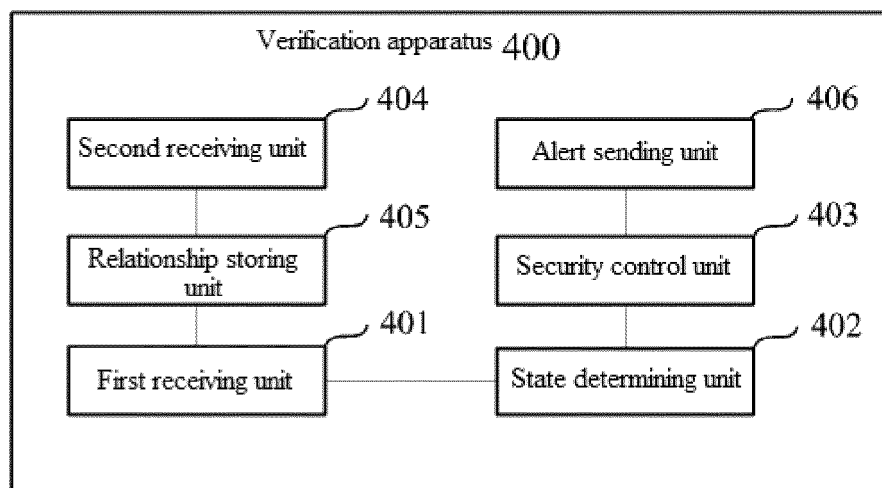 Verification apparatus 400
404
Second receiving unit
406
Alert sending unit
405
Relationship storing
unit
403
Security control unit
401
First receiving unit
402
State determining unit